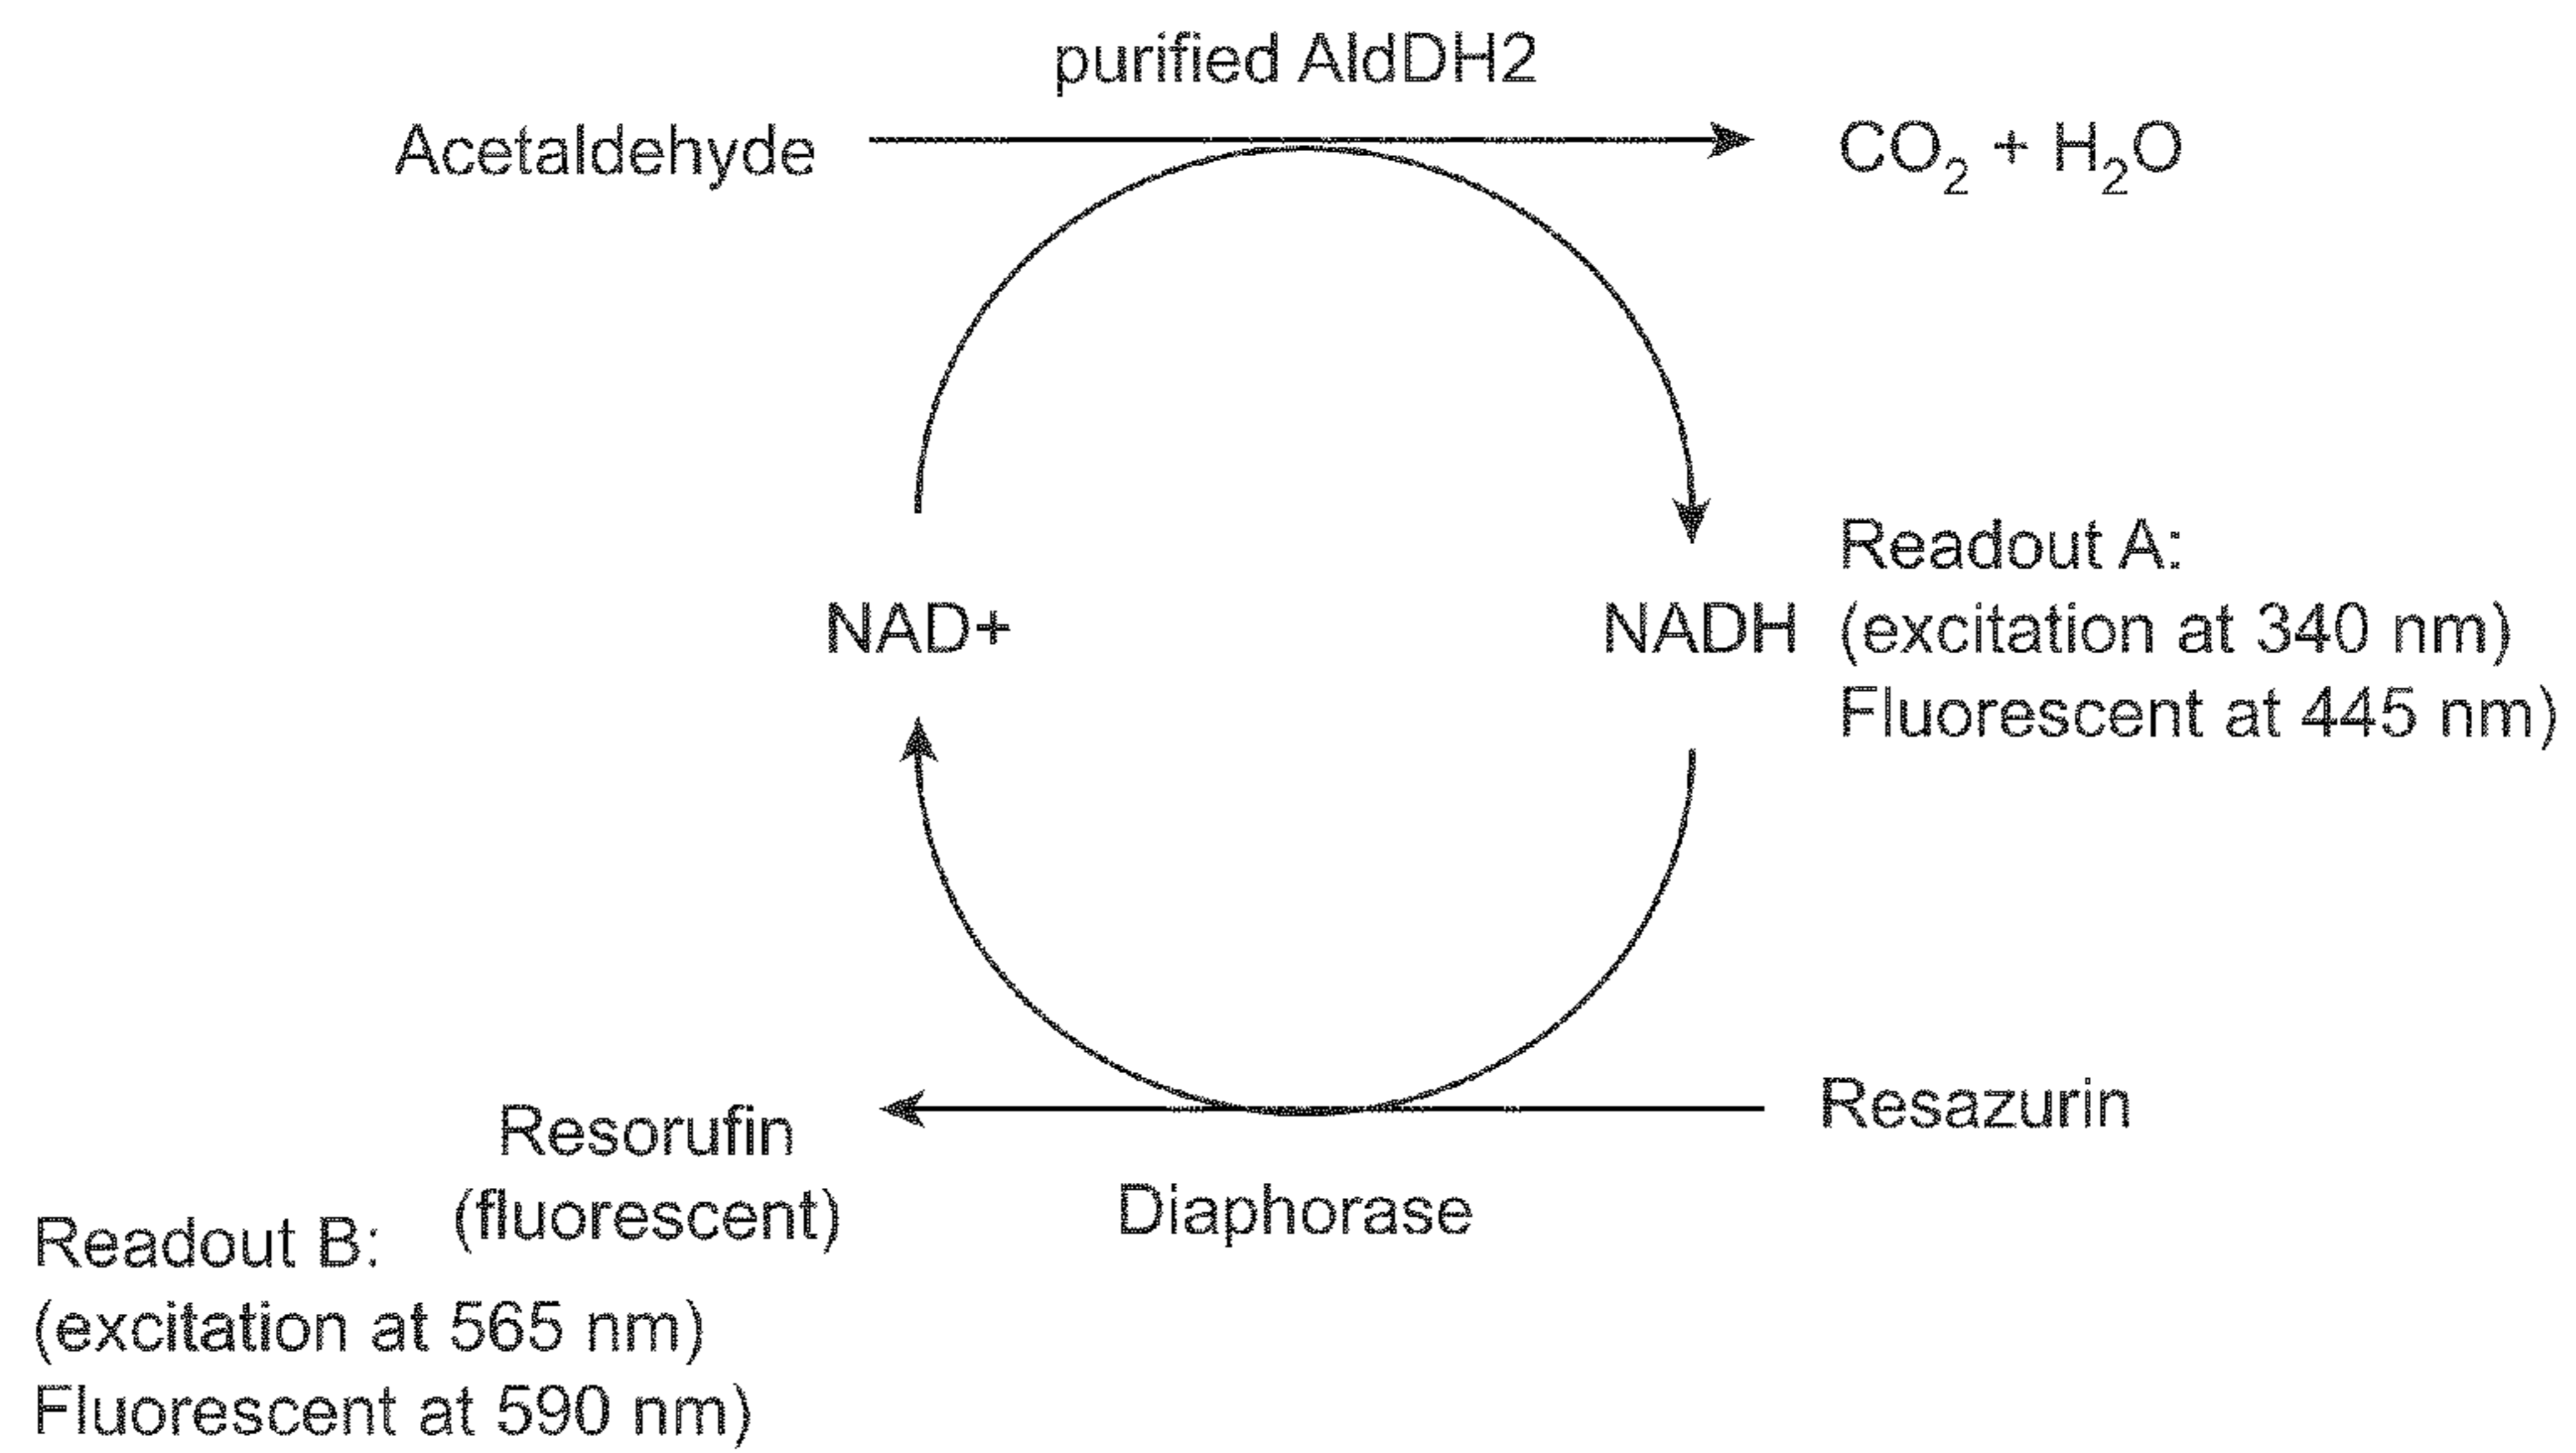 purified AldDH2
Acetaldehyde
CO₂ + H₂O
Readout A:
NAD+
NADH
(excitation at 340 nm)
Fluorescent at 445 nm)
Resorufin
(fluorescent)
Resazurin
Diaphorase
Readout B:
(excitation at 565 nm)
Fluorescent at 590 nm)